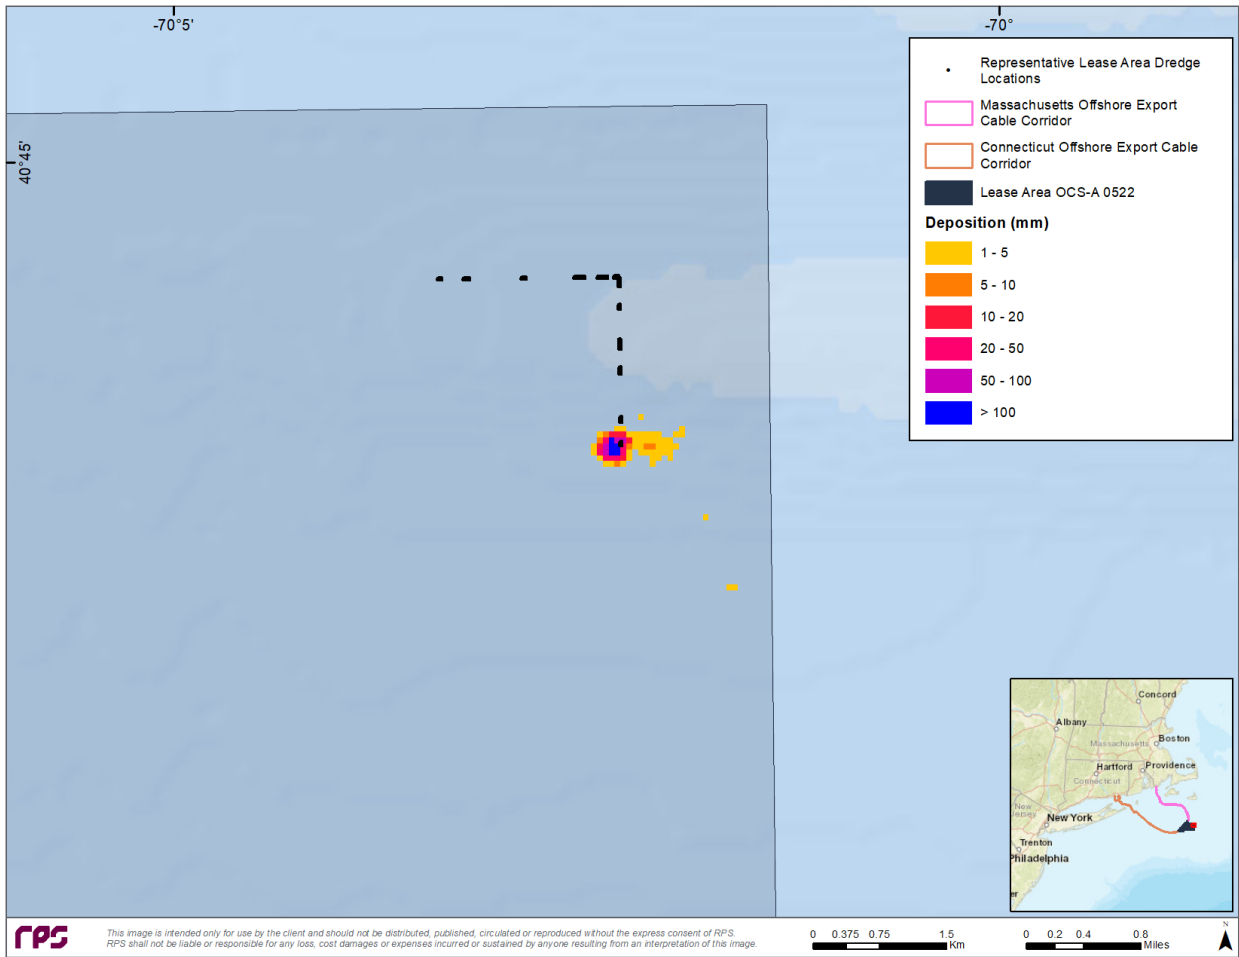 -70°5'
-70°
40°45'
Representative Lease Area Dredge
Locations
Massachusetts Offshore Export
Cable Corridor
Connecticut Offshore Export Cable
Corridor
Lease Area OCS-A 0522
Deposition (mm)
1 - 5
5 - 10
10 - 20
20 - 50
50 - 100
> 100
Concord
Albany
Massachusetts
Boston
Hartford
Providence
Connecticut
New
Jersey
New York
Trenton
Philadelphia
er
rps
This image is intended only for use by the client and should not be distributed, published, circulated or reproduced without the express consent of RPS.
RPS shall not be liable or responsible for any loss, cost damages or expenses incurred or sustained by anyone resulting from an interpretation of this image.
0 0.375 0.75 1.5
Km
0 0.2 0.4 0.8
Miles
N